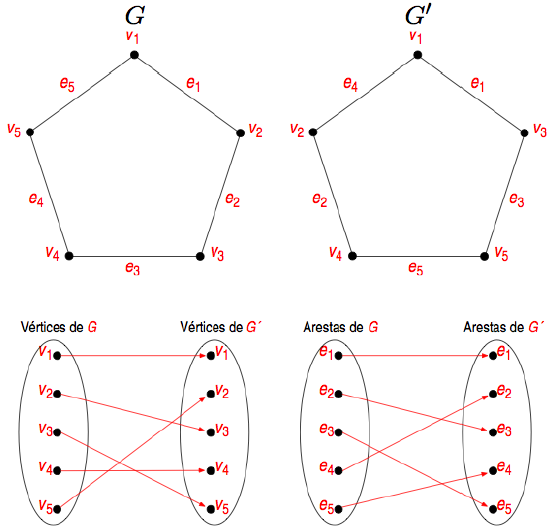 G G′
v1 v1
e5 e1 e4 e1
v5 v2 v2 v3
e4 e2 e2 e3
v4 v3 v4 v5
e3 e5
Vértices de G Vértices de G´ Arestas de G Arestas de G´
v1 v1 e1 e1
v2 v2 e2 e2
v3 v3 e3 e3
v4 v4 e4 e4
v5 v5 e5 e5